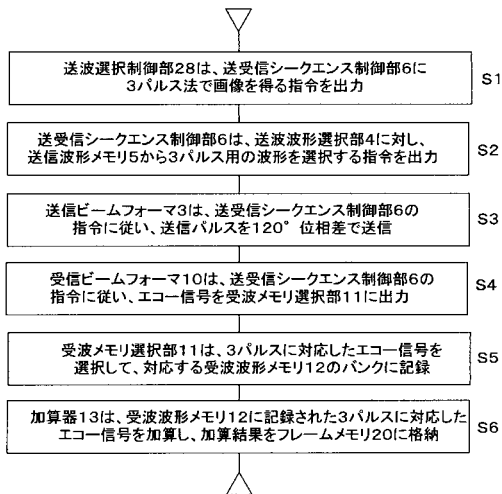 送波選択制御部28は、送受信シークエンス制御部6に
3パルス法で画像を得る指令を出力
S1
送受信シークエンス制御部6は、送波波形選択部4に対し、
送信波形メモリ5から3パルス用の波形を選択する指令を出力
S2
送信ビームフォーマ3は、送受信シークエンス制御部6の
指令に従い、送信パルスを120°位相差で送信
S3
受信ビームフォーマ10は、送受信シークエンス制御部6の
指令に従い、エコー信号を受波メモリ選択部11に出力
S4
受波メモリ選択部11は、3パルスに対応したエコー信号を
選択して、対応する受波波形メモリ12のバンクに記録
S5
加算器13は、受波波形メモリ12に記録された3パルスに対応した
エコー信号を加算し、加算結果をフレームメモリ20に格納
S6